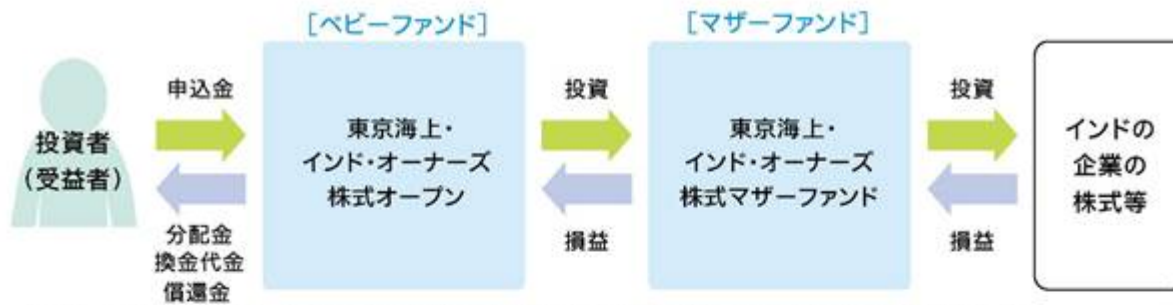 [ベビーファンド]
[マザーファンド]
申込金
投資
投資
投資者
(受益者)
東京海上・
インド・オーナーズ
株式オープン
東京海上・
インド・オーナーズ
株式マザーファンド
インドの
企業の
株式等
分配金
換金代金
償還金
損益
損益